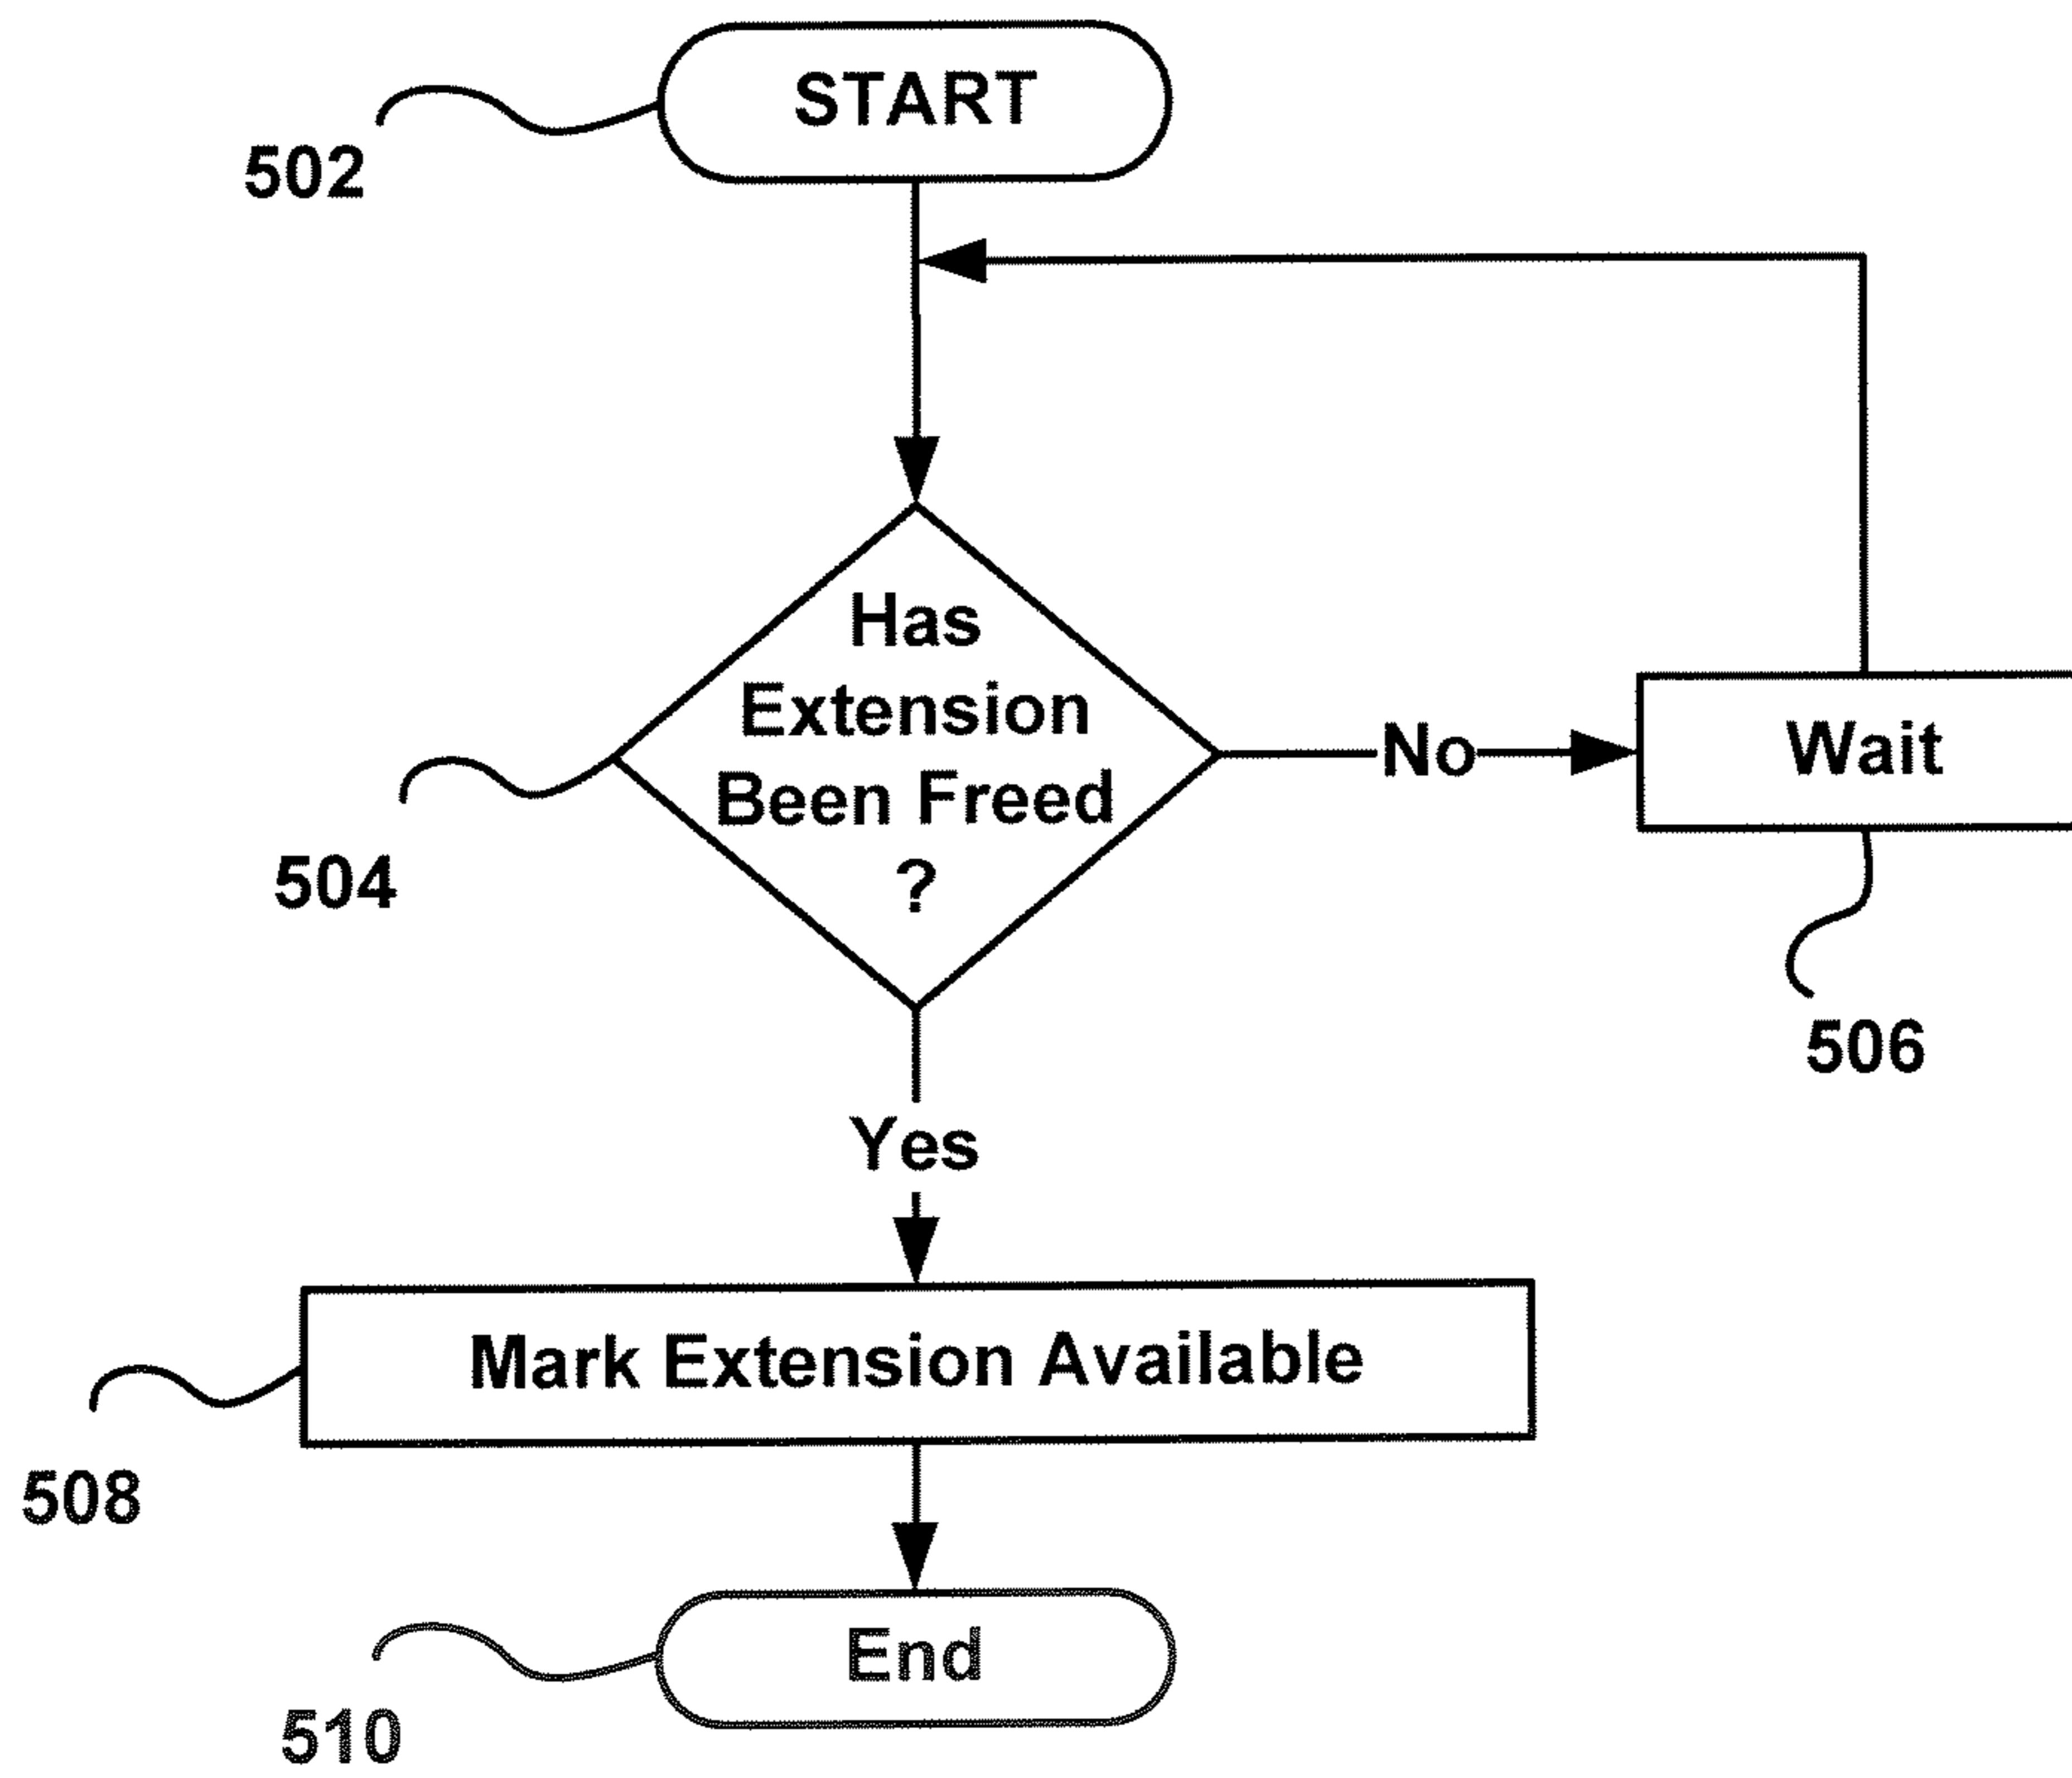 START
502
Has
Extension
Been Freed
?
504
No
Wait
506
Yes
Mark Extension Available
508
End
510